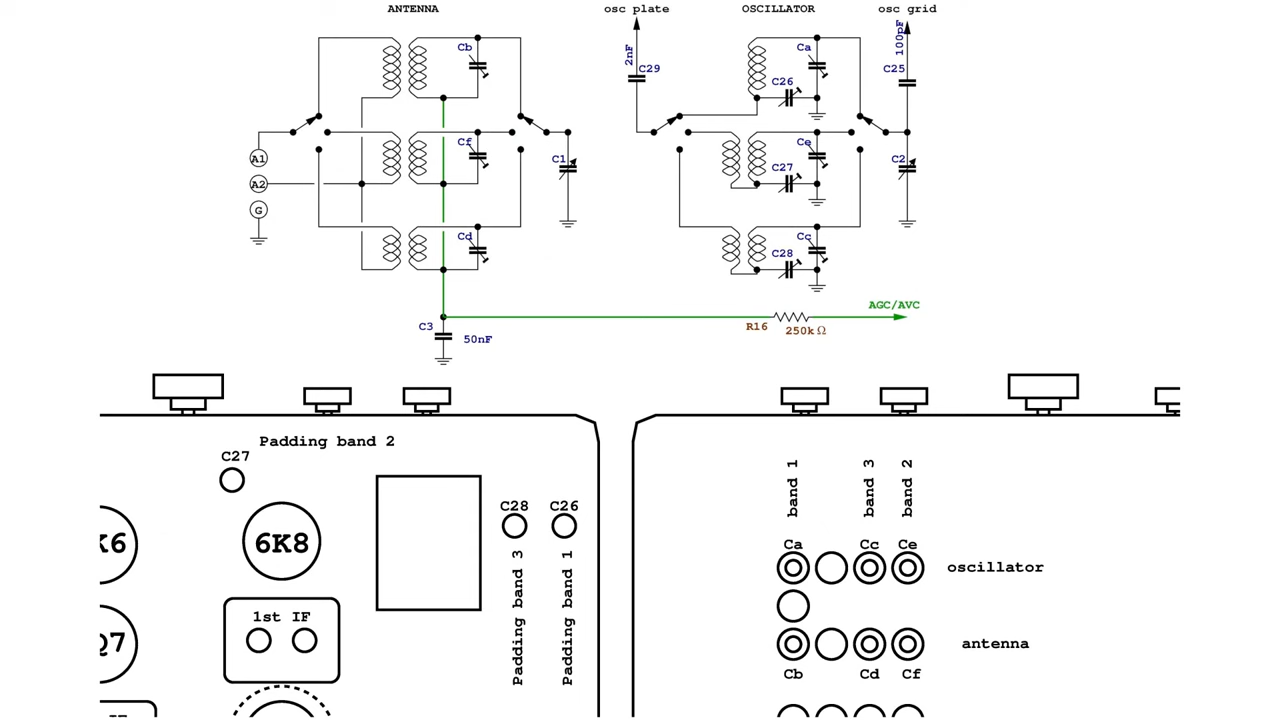 ANTENNA
osc plate
OSCILLATOR
osc grid
Cb
2nF
C29
Ca
C26
100pF
C25
A1
A2
G
Cf
C1
Ce
C27
C2
Cd
Cc
C28
AGC/AVC
C3
50nF
R16
250kΩ
Padding band 2
C27
C28
C26
Padding band 3
Padding band 1
K6
6K8
1st IF
Q7
IF
band 1
band 3
band 2
Ca
Cc
Ce
oscillator
antenna
Cb
Cd
Cf